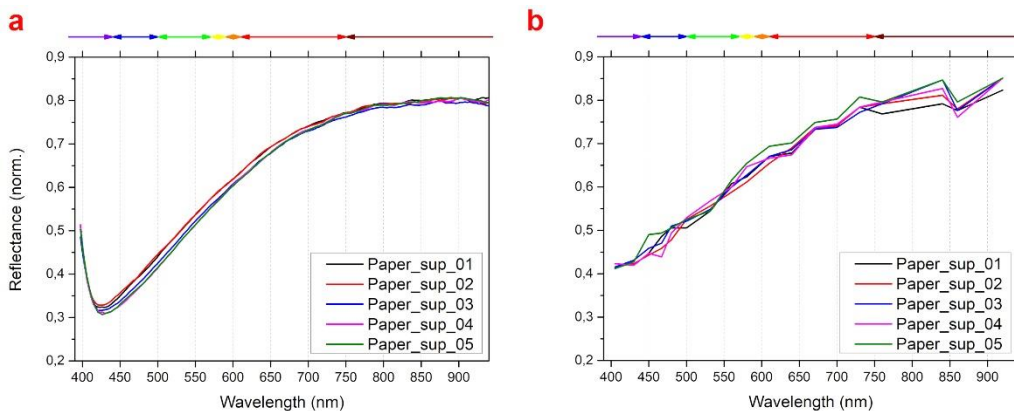 a
0,9
0,8
0,7
0,6
0,5
0,4
0,3
0,2
Reflectance (norm.)
400 450 500 550 600 650 700 750 800 850 900
Wavelength (nm)
Paper_sup_01
Paper_sup_02
Paper_sup_03
Paper_sup_04
Paper_sup_05
b
0,9
0,8
0,7
0,6
0,5
0,4
0,3
0,2
400 450 500 550 600 650 700 750 800 850 900
Wavelength (nm)
Paper_sup_01
Paper_sup_02
Paper_sup_03
Paper_sup_04
Paper_sup_05